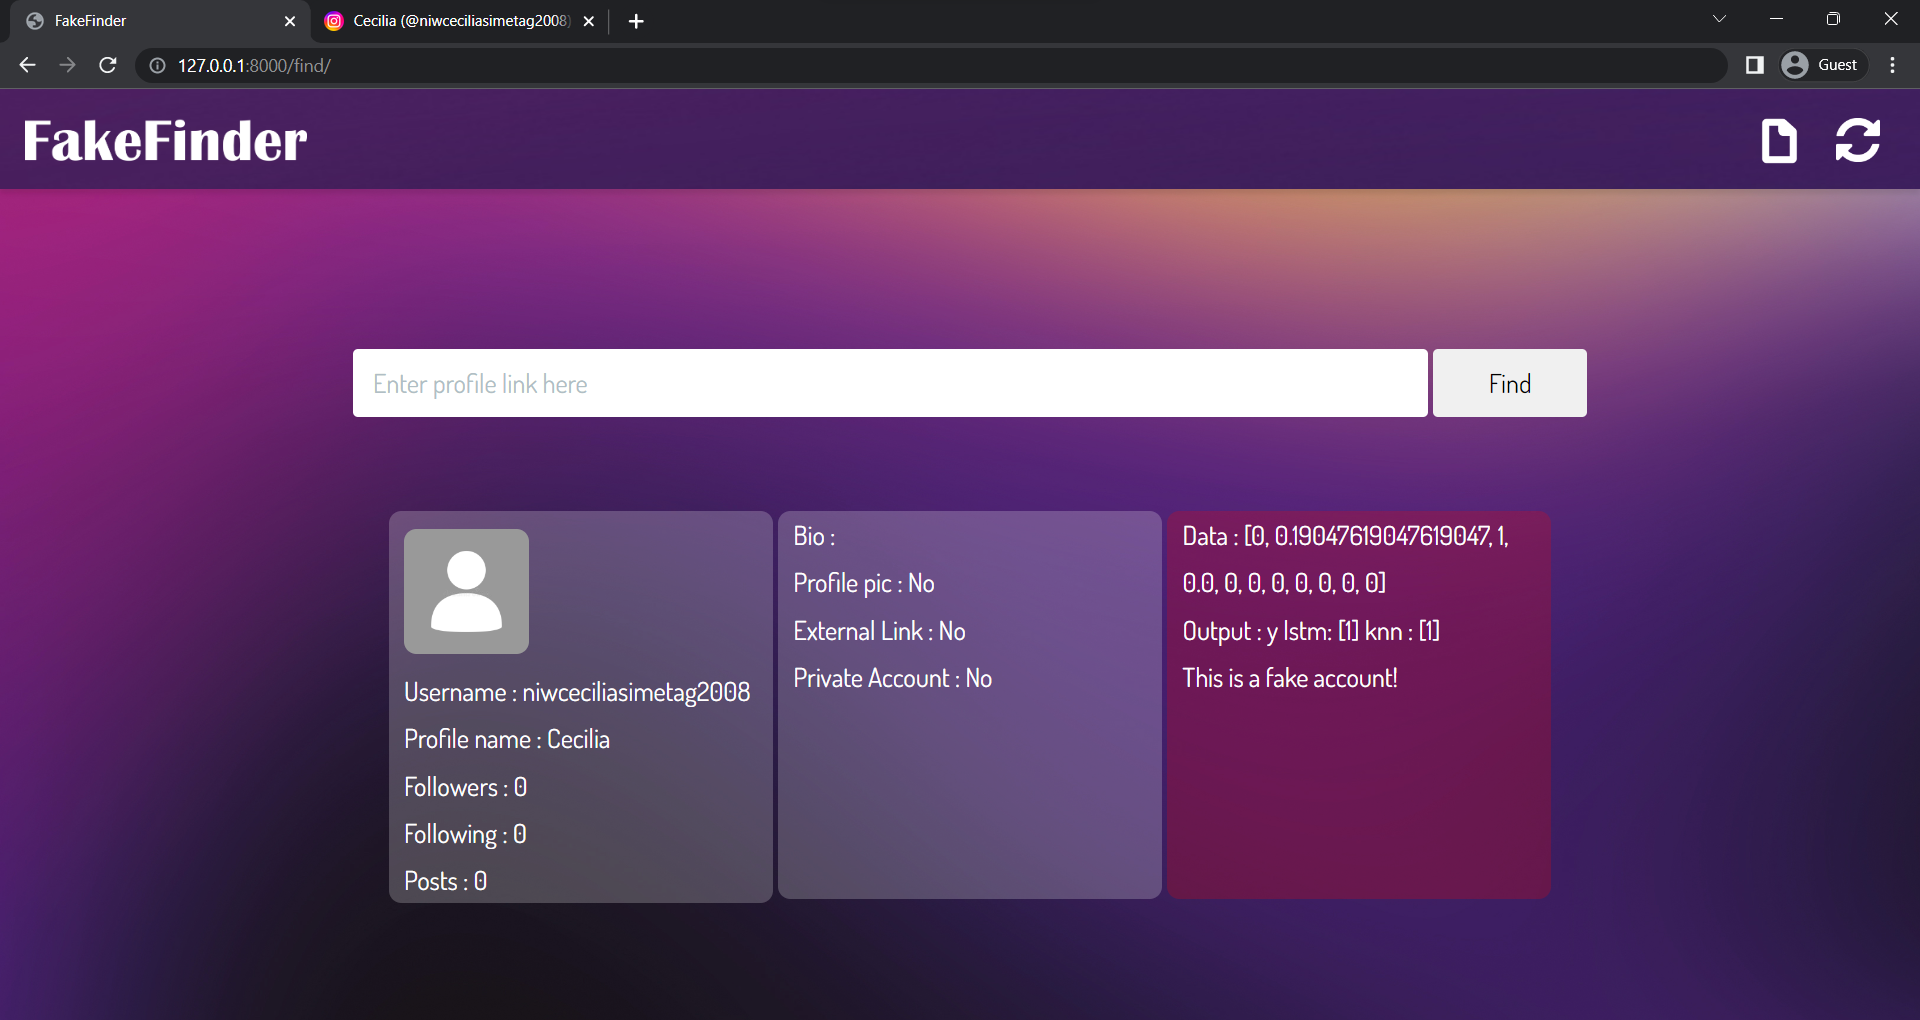 FakeFinder
Cecilia (@niwceciliasimetag2008)
127.0.0.1:8000/find/
Guest
FakeFinder
Enter profile link here
Find
Username : niwceciliasimetag2008
Profile name : Cecilia
Followers : 0
Following : 0
Posts : 0
Bio :
Profile pic : No
External Link : No
Private Account : No
Data : [0, 0.19047619047619047, 1,
0.0, 0, 0, 0, 0, 0, 0, 0]
Output : y lstm: [1] knn : [1]
This is a fake account!